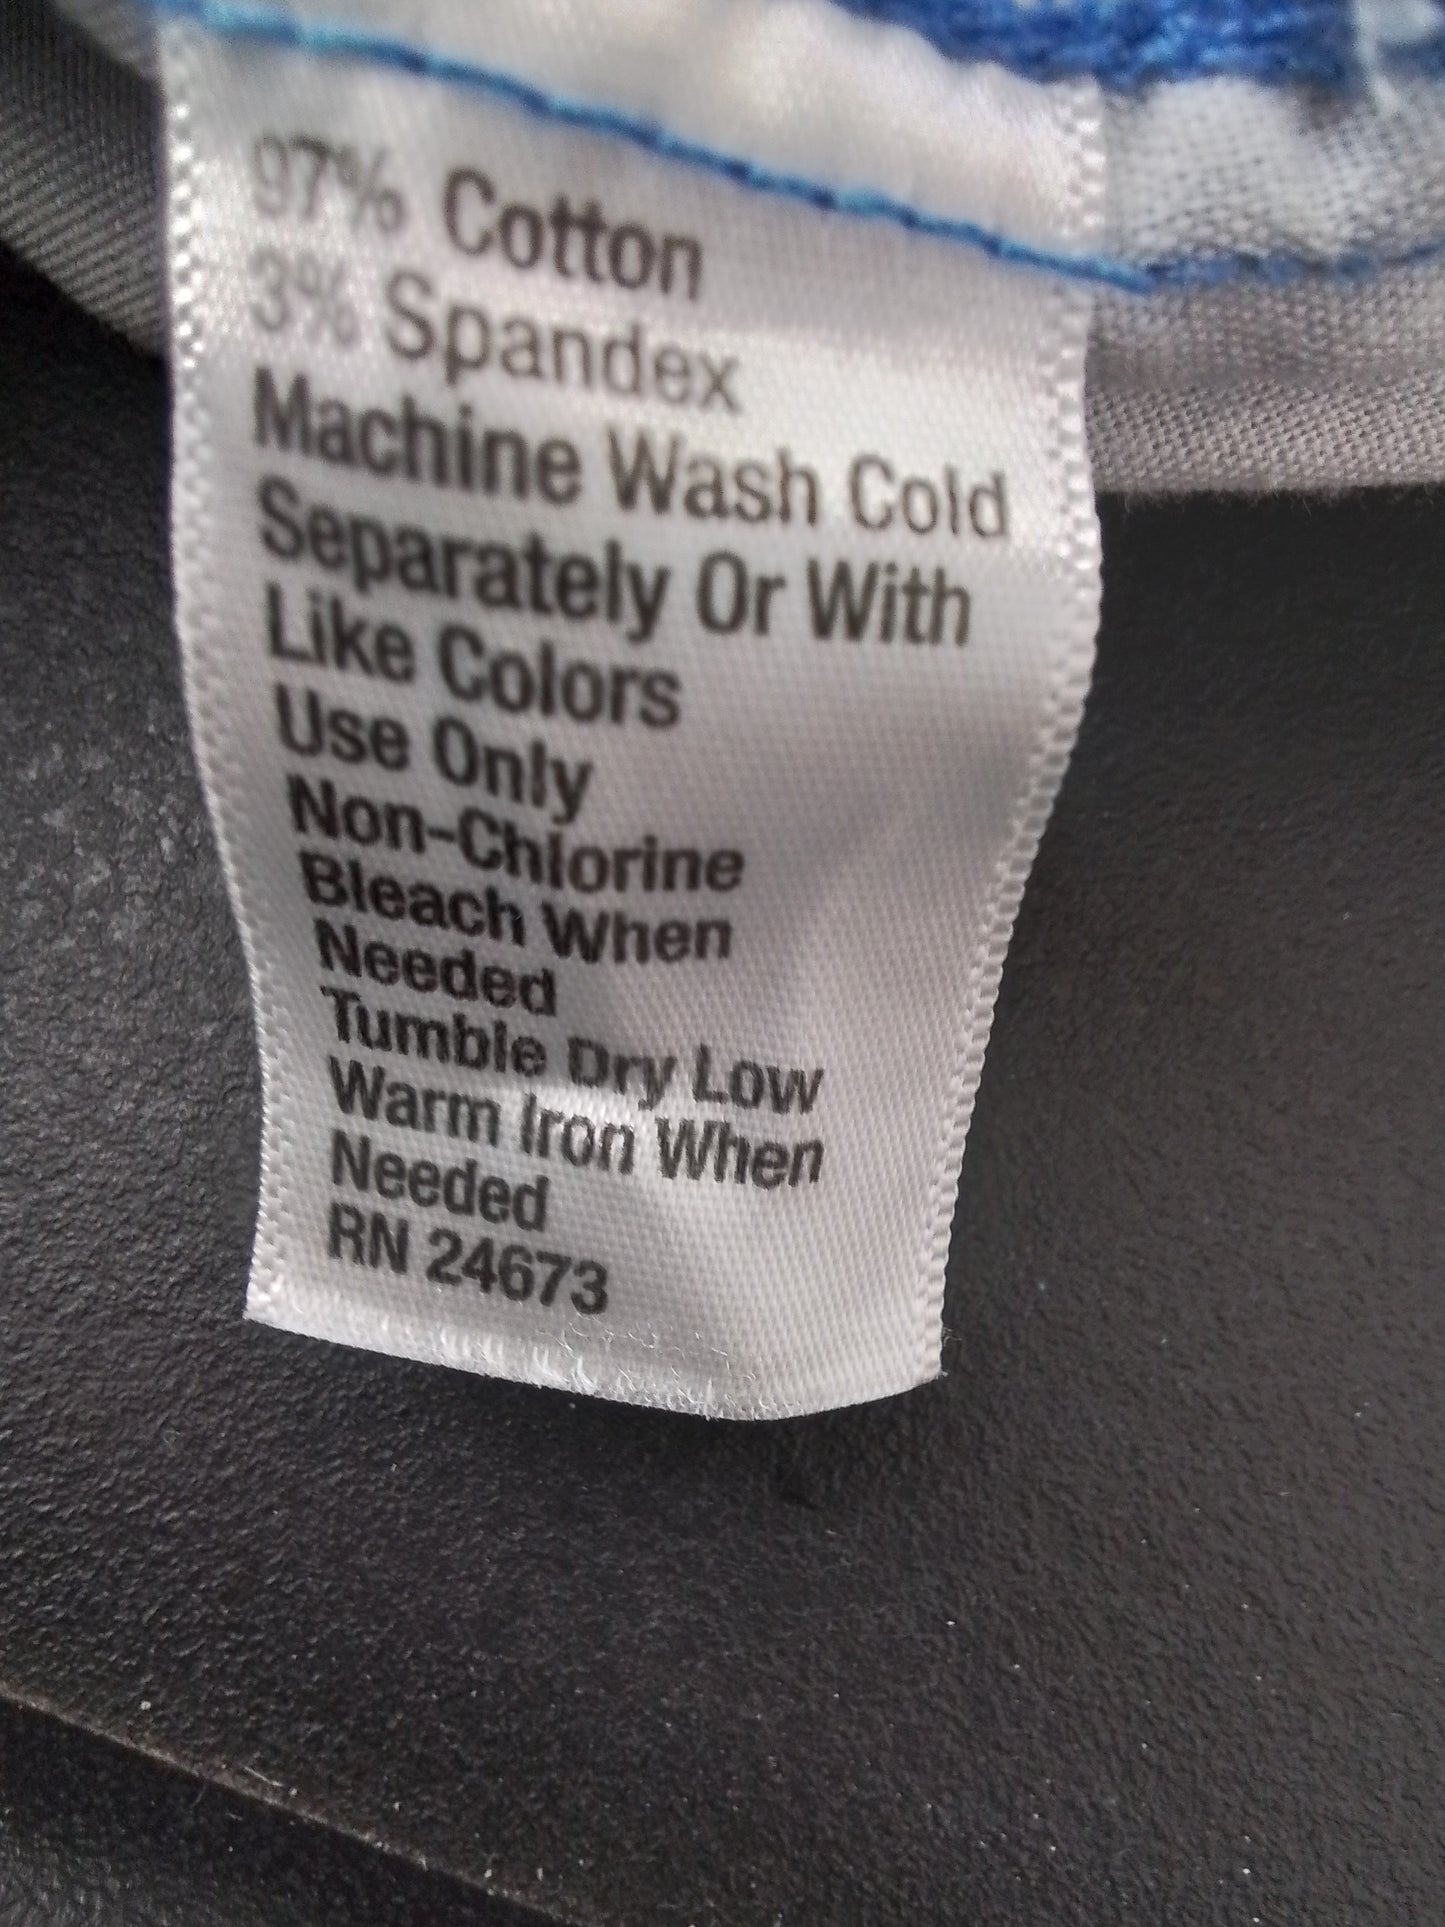 97% Cotton
3% Spandex
Machine Wash Cold
Separately Or With
Like Colors
Use Only
Non-Chlorine
Bleach When
Needed
Tumble Dry Low
Warm Iron When
Needed
RN 24673